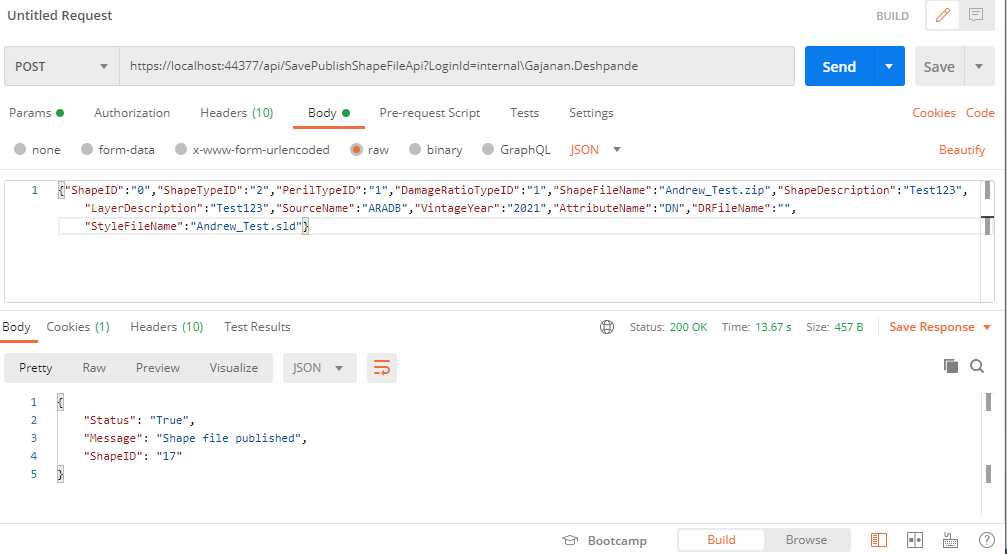 Untitled Request
BUILD
POST
https://localhost:44377/api/SavePublishShapeFileApi?LoginId=internal\Gajanan.Deshpande
Send
Save
Params
Authorization
Headers (10)
Body
Pre-request Script
Tests
Settings
Cookies
Code
none
form-data
x-www-form-urlencoded
raw
binary
GraphQL
JSON
Beautify
1 {"ShapeID":"0","ShapeTypeID":"2","PerilTypeID":"1","DamageRatioTypeID":"1","ShapeFileName":"Andrew_Test.zip","ShapeDescription":"Test123",
"LayerDescription":"Test123","SourceName":"ARADB","VintageYear":"2021","AttributeName":"DN","DRFileName":"",
"StyleFileName":"Andrew_Test.sld"}
Body
Cookies (1)
Headers (10)
Test Results
Status: 200 OK
Time: 13.67 s
Size: 457 B
Save Response
Pretty
Raw
Preview
Visualize
JSON
1 {
2 "Status": "True",
3 "Message": "Shape file published",
4 "ShapeID": "17"
5 }
Bootcamp
Build
Browse